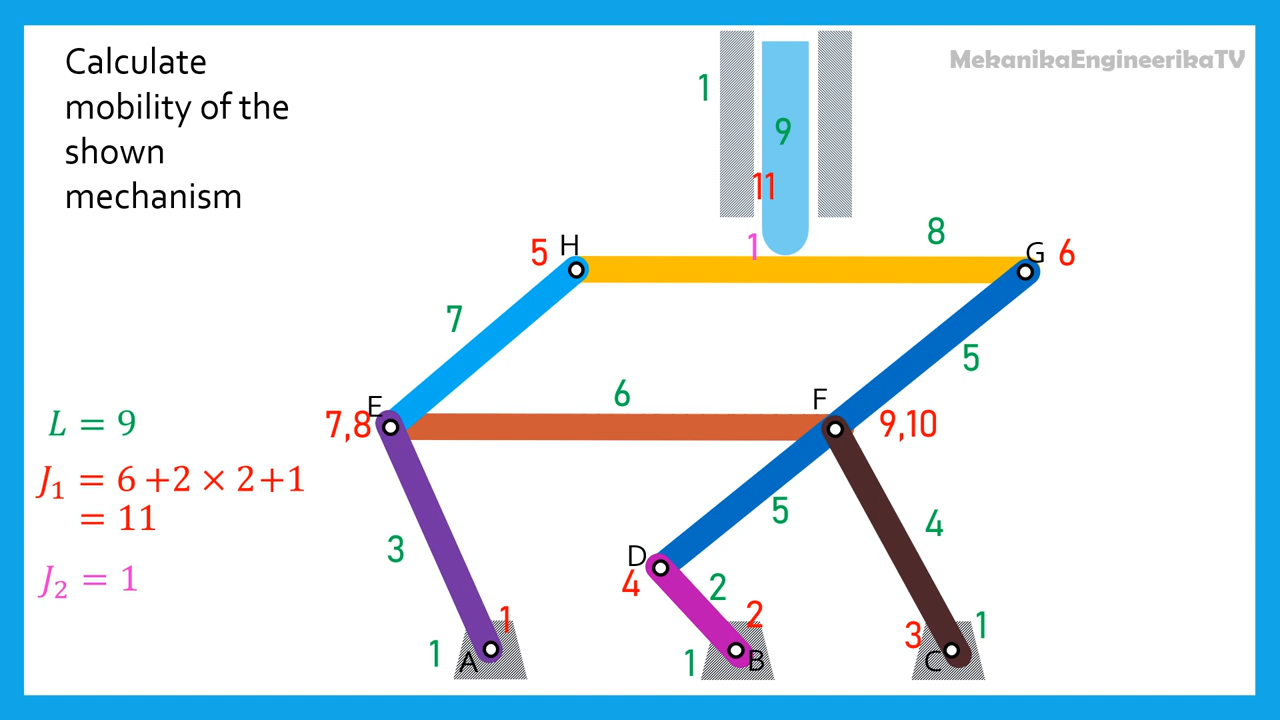 Calculate
mobility of the
shown
mechanism
MekanikaEngineerikaTV
1
9
11
1
8
5 H
G 6
7
6
E
7,8
F
9,10
5
L = 9
J₁ = 6 +2 × 2+1
= 11
J₂ = 1
3
5
4
D
4
2
1
2
3
1
1
A
1
B
C